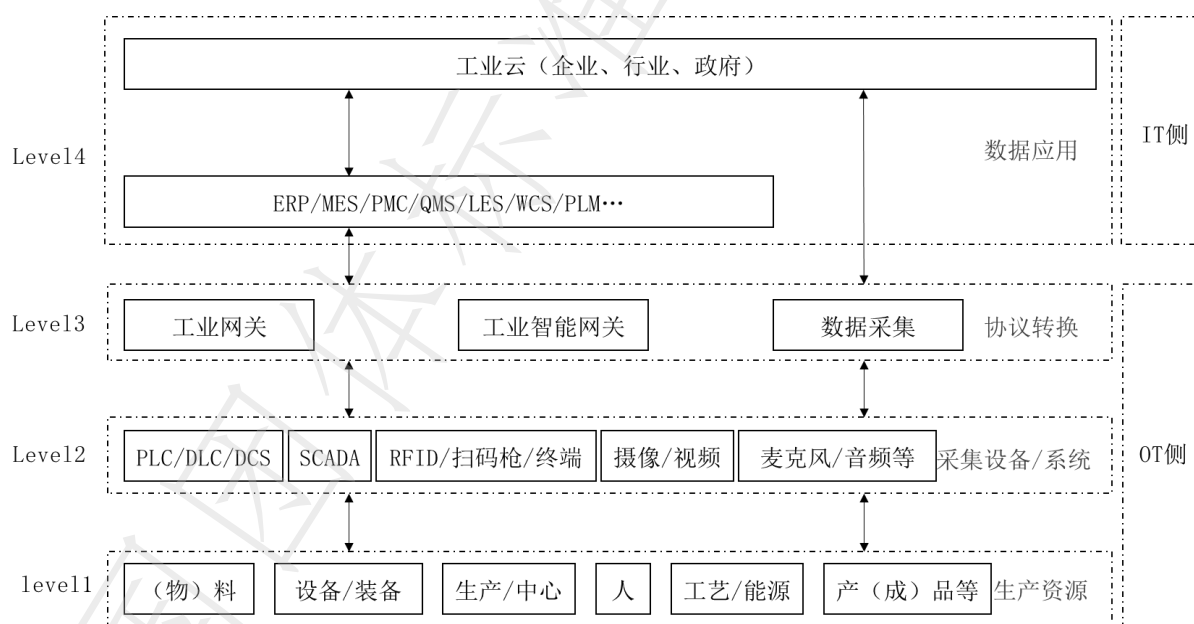 工业云（企业、行业、政府）
IT侧
Level4
数据应用
ERP/MES/PMC/QMS/LES/WCS/PLM…
Level3
工业网关
工业智能网关
数据采集
协议转换
Level2
PLC/DLC/DCS
SCADA
RFID/扫码枪/终端
摄像/视频
麦克风/音频等
采集设备/系统
OT侧
level1
（物）料
设备/装备
生产/中心
人
工艺/能源
产（成）品等
生产资源
团体标准